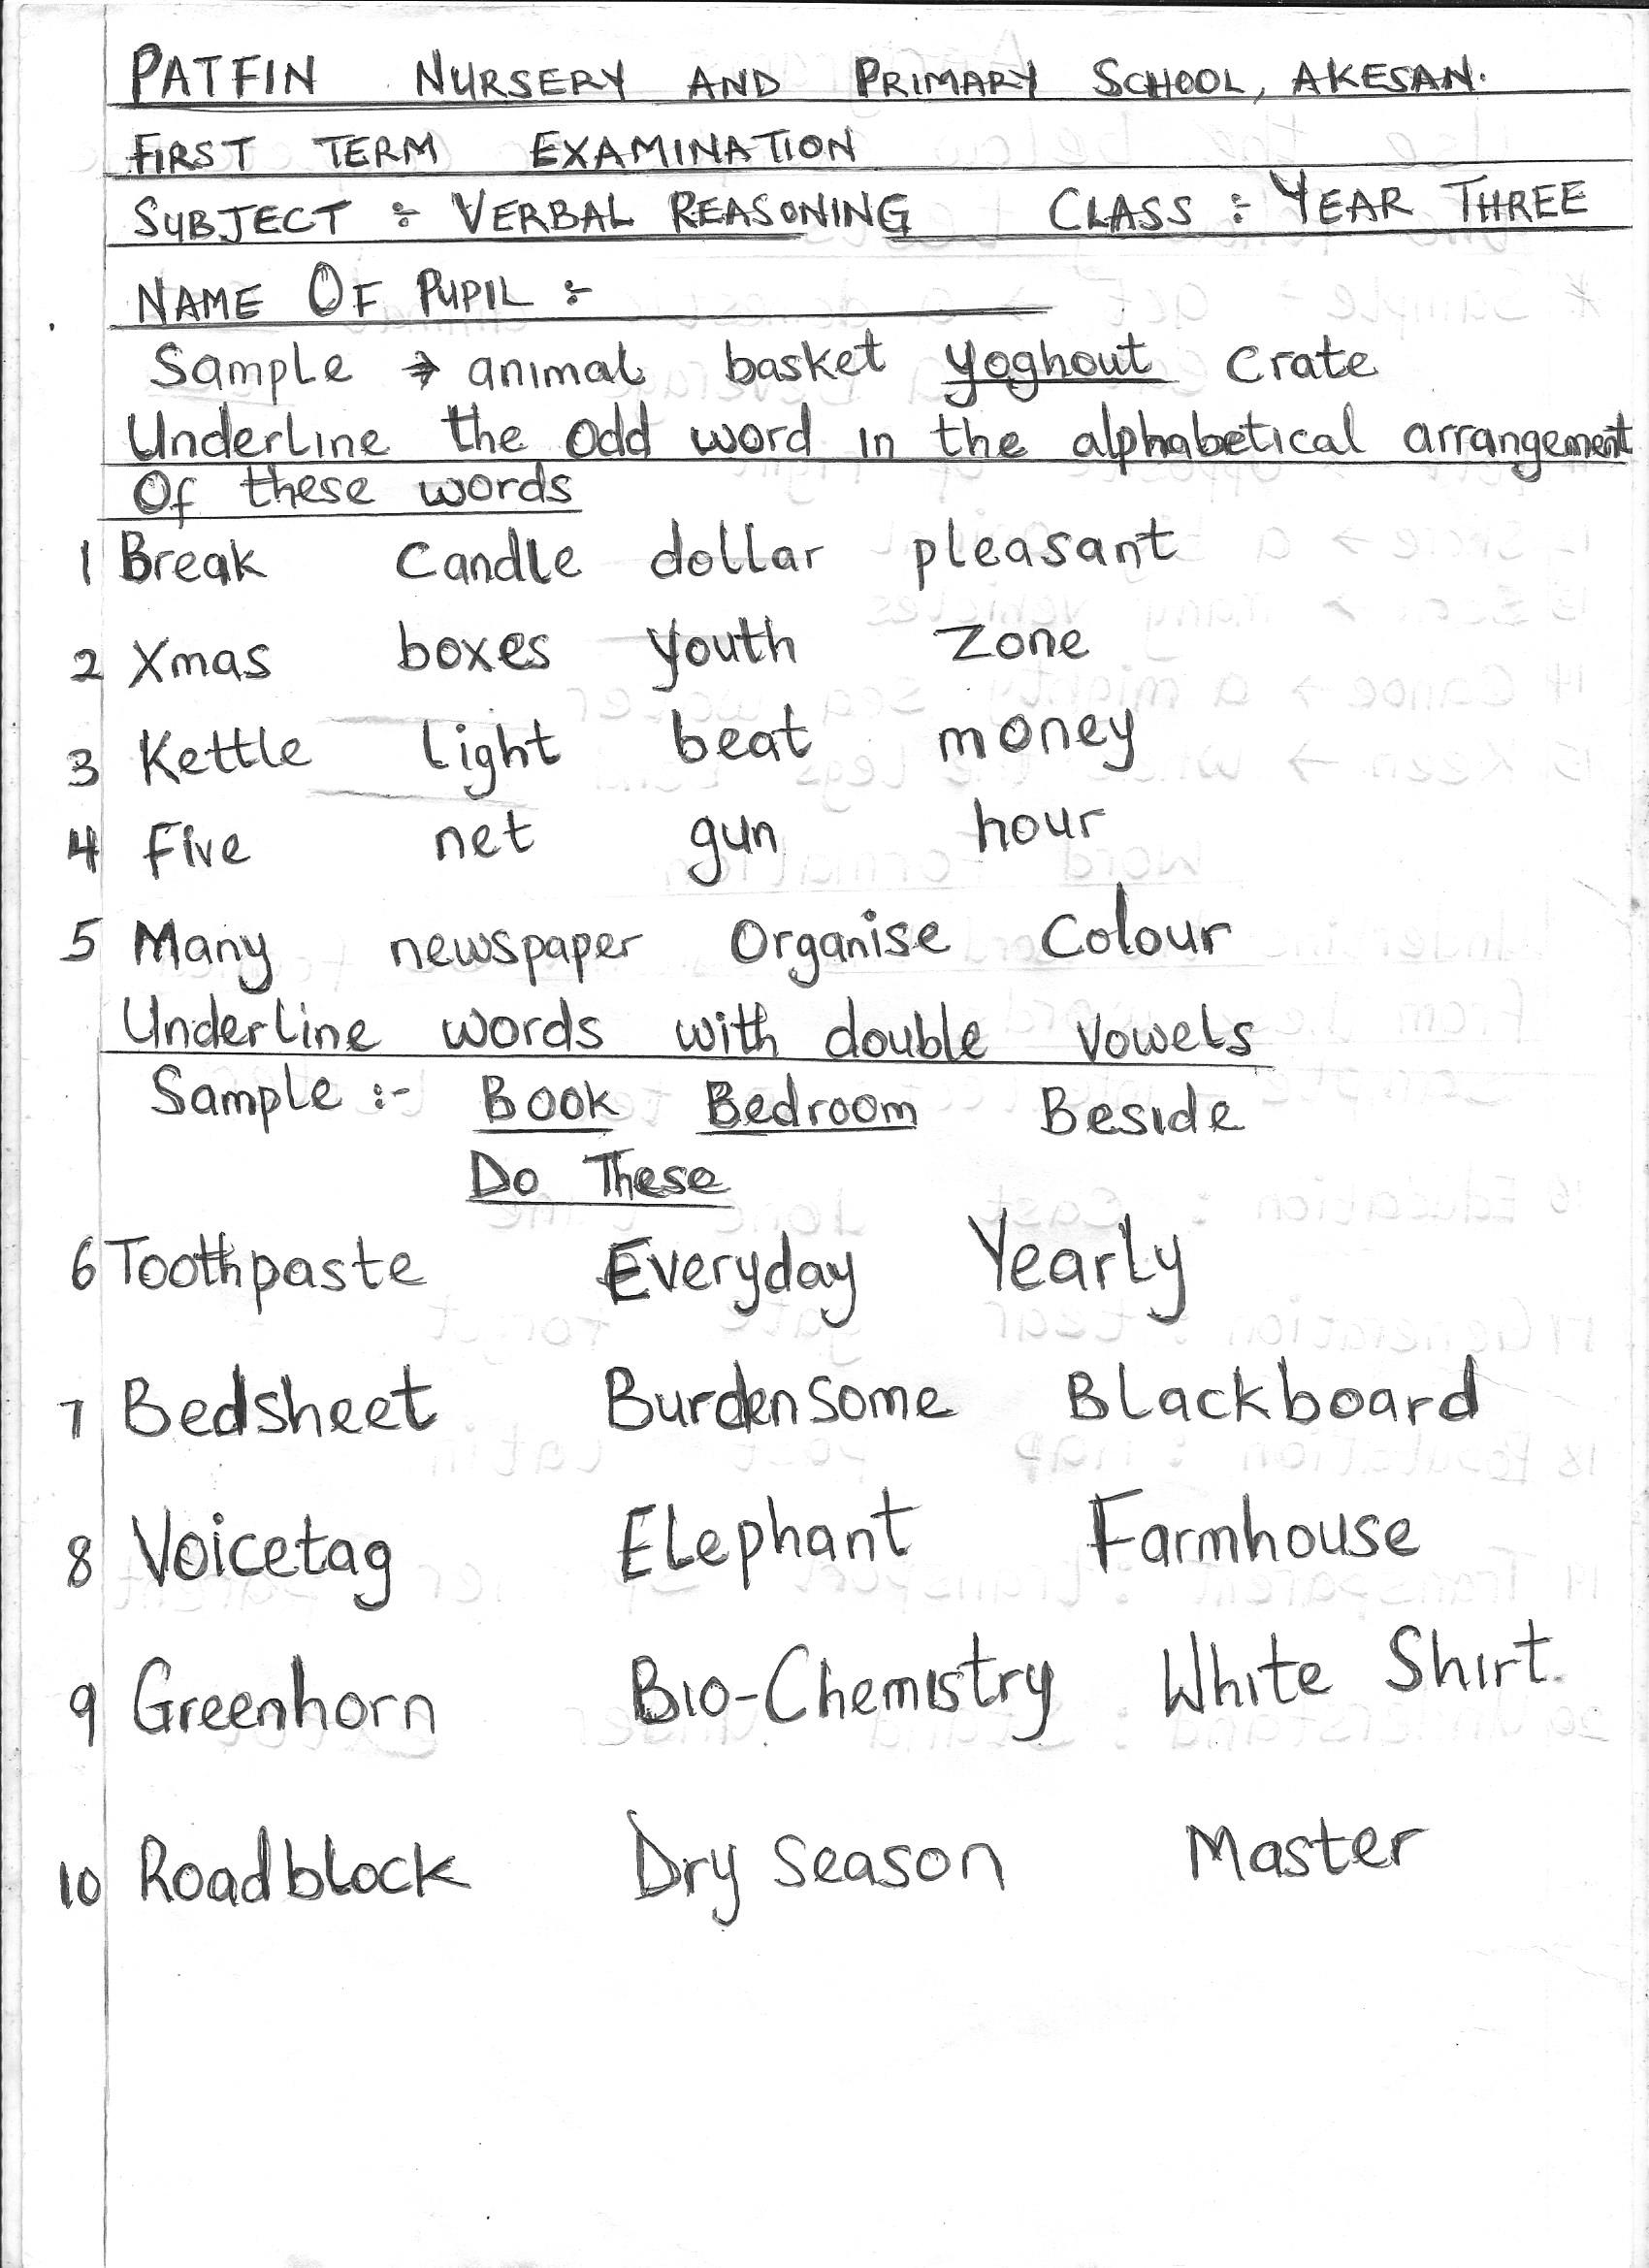 PATFIN NURSERY AND PRIMARY SCHOOL, AKESAN.
FIRST TERM EXAMINATION
SUBJECT :- VERBAL REASONING CLASS :- YEAR THREE
NAME OF PUPIL :-
Sample → animal basket yoghout crate
Underline the odd word in the alphabetical arrangement
Of these words
1 Break candle dollar pleasant
2 Xmas boxes youth zone
3 Kettle light beat money
4 Five net gun hour
5 Many newspaper Organise Colour
Underline words with double vowels
Sample :- Book Bedroom Beside
Do These
6 Toothpaste Everyday Yearly
7 Bedsheet Burdensome Blackboard
8 Voicetag Elephant Farmhouse
9 Greenhorn Bio-Chemistry White Shirt.
10 Roadblock Dry Season Master